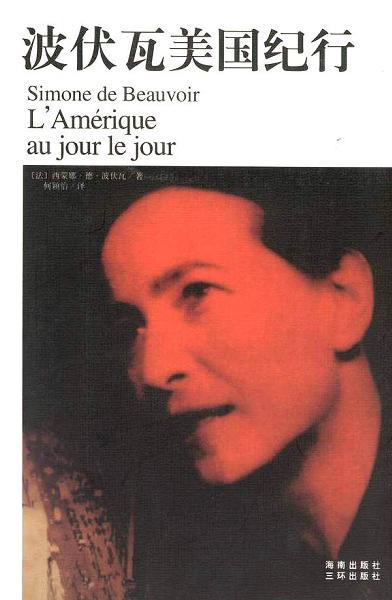 波伏瓦美国纪行
Simone de Beauvoir
L’Amérique
au jour le jour
［法］西蒙娜·德·波伏瓦／著
何颖怡／译
海南出版社
三环出版社